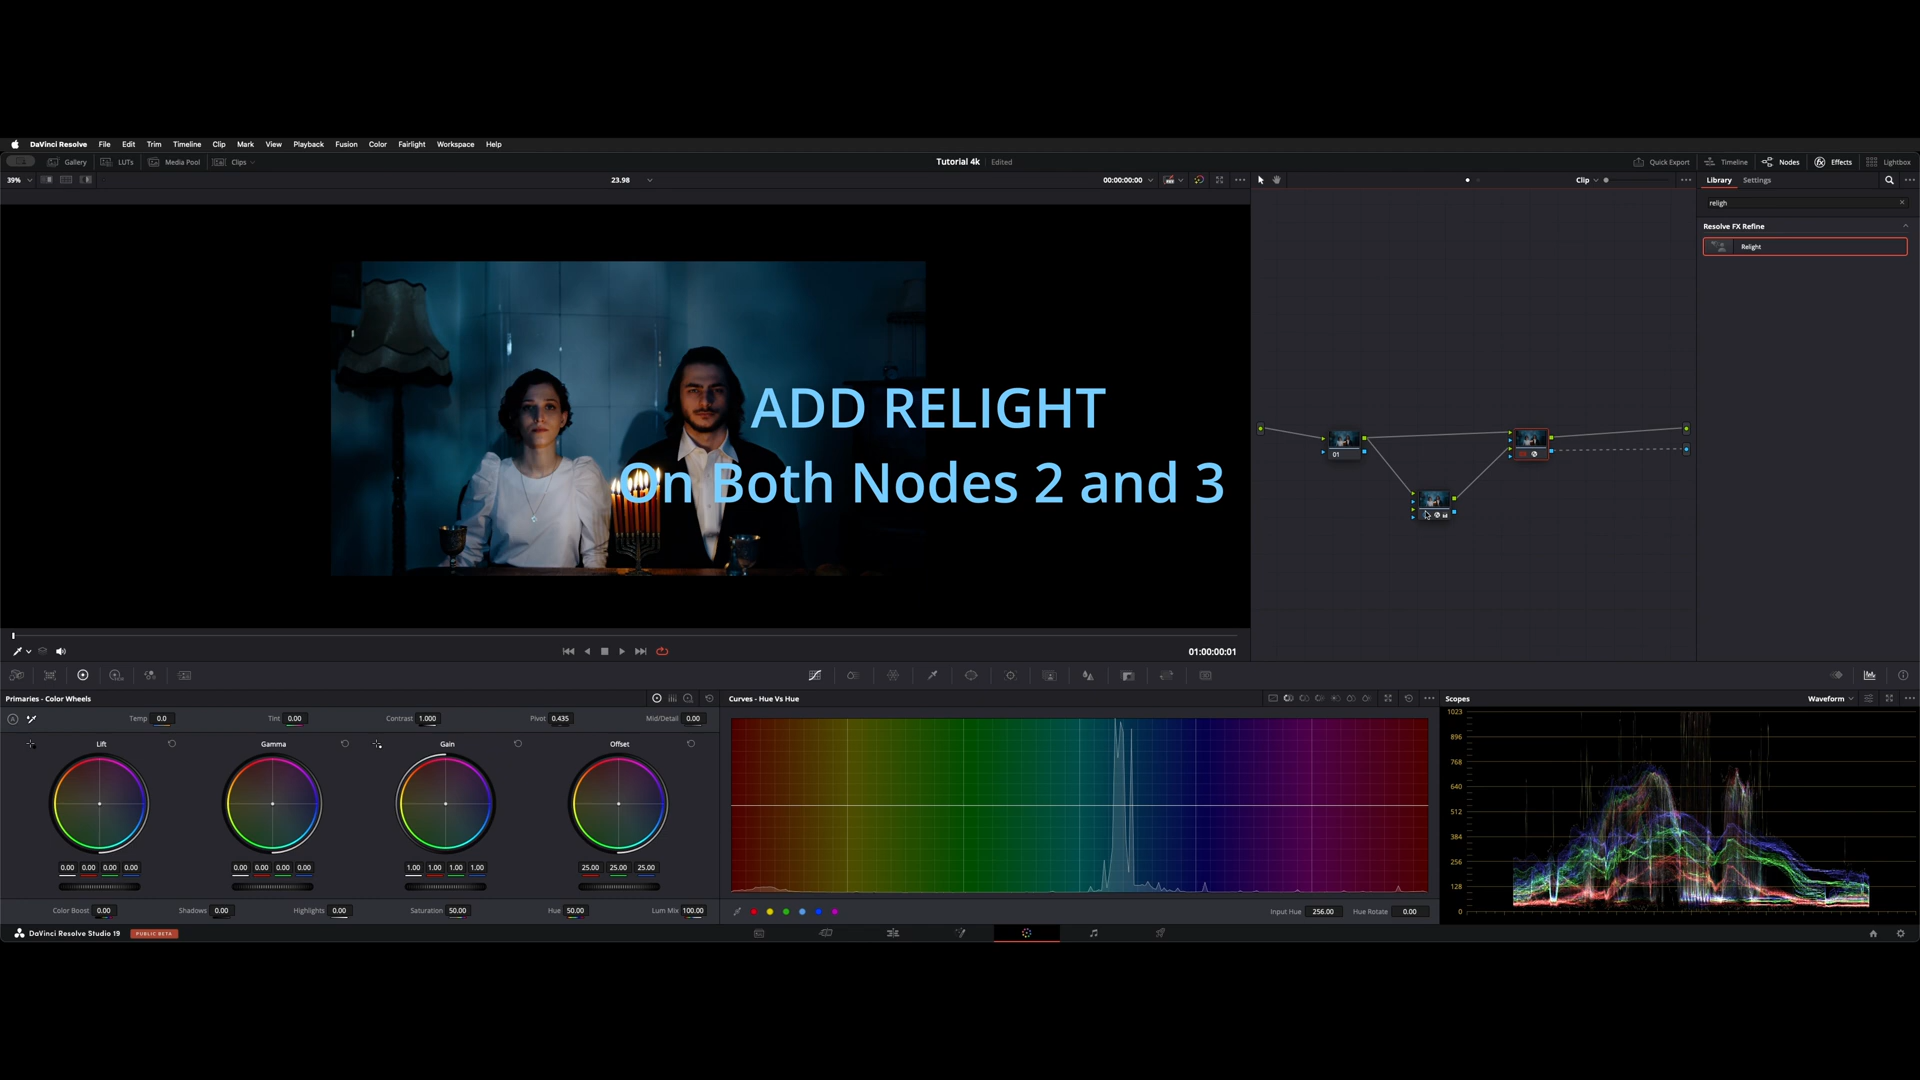 DaVinci Resolve File Edit Trim Timeline Clip Mark View Playback Fusion Color Fairlight Workspace Help
Gallery LUTs Media Pool Clips Tutorial 4k Edited Quick Export Timeline Nodes Effects Lightbox
39% 23.98 00:00:00:00 Clip Library Settings
religh
Resolve FX Refine
Relight
ADD RELIGHT
On Both Nodes 2 and 3
01
01:00:00:01
Primaries - Color Wheels Curves - Hue Vs Hue Scopes Waveform
Temp 0.0 Tint 0.00 Contrast 1.000 Pivot 0.435 Mid/Detail 0.00
Lift Gamma Gain Offset
0.00 0.00 0.00 0.00 0.00 0.00 0.00 0.00 1.00 1.00 1.00 1.00 25.00 25.00 25.00
Color Boost 0.00 Shadows 0.00 Highlights 0.00 Saturation 50.00 Hue 50.00 Lum Mix 100.00 Input Hue 256.00 Hue Rotate 0.00
1023
896
768
640
512
384
256
128
0
DaVinci Resolve Studio 19 PUBLIC BETA